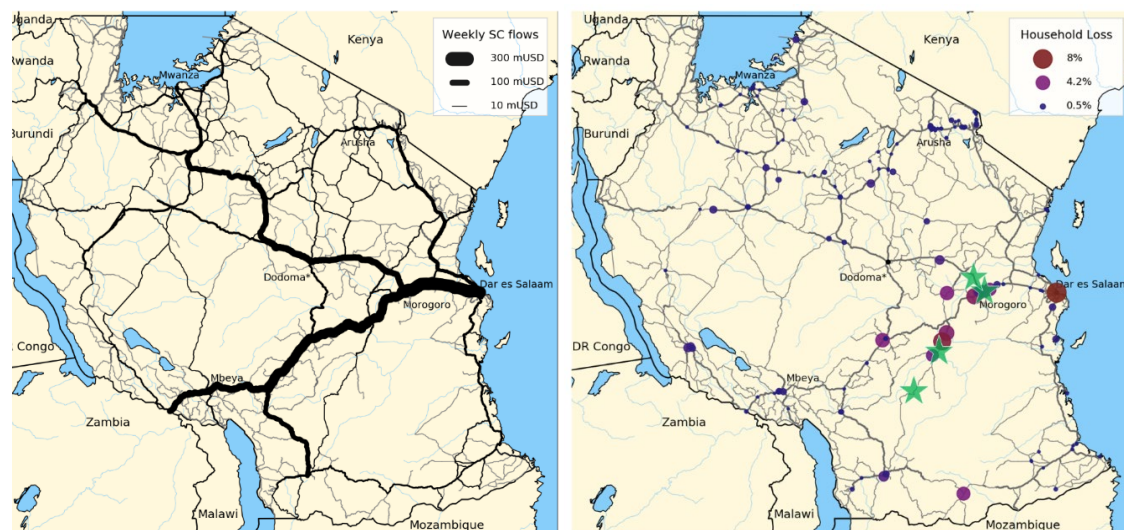 Uganda
Kenya
Weekly SC flows
300 mUSD
100 mUSD
10 mUSD
Rwanda
Mwanza
Burundi
Arusha
Dodoma*
Dar es Salaam
Morogoro
R Congo
Mbeya
Zambia
Malawi
Mozambique
Uganda
Kenya
Household Loss
8%
4.2%
0.5%
Rwanda
Mwanza
Burundi
Arusha
Dodoma*
Dar es Salaam
Morogoro
DR Congo
Mbeya
Zambia
Malawi
Mozambique